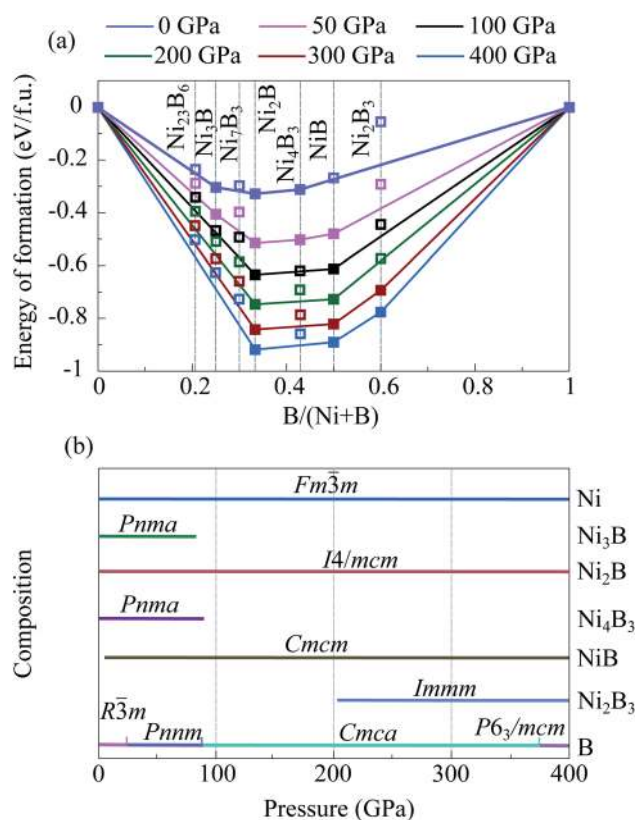 (a)
0 GPa 50 GPa 100 GPa
200 GPa 300 GPa 400 GPa
Energy of formation (eV/f.u.)
0
-0.2
-0.4
-0.6
-0.8
-1
Ni23B6
Ni3B
Ni7B3
Ni2B
Ni4B3
NiB
Ni2B3
0 0.2 0.4 0.6 0.8 1
B/(Ni+B)
(b)
Composition
Fm3̅m Ni
Pnma Ni3B
I4/mcm Ni2B
Pnma Ni4B3
Cmcm NiB
Immm Ni2B3
R3̅m Pnnm Cmca P63/mcm B
0 100 200 300 400
Pressure (GPa)